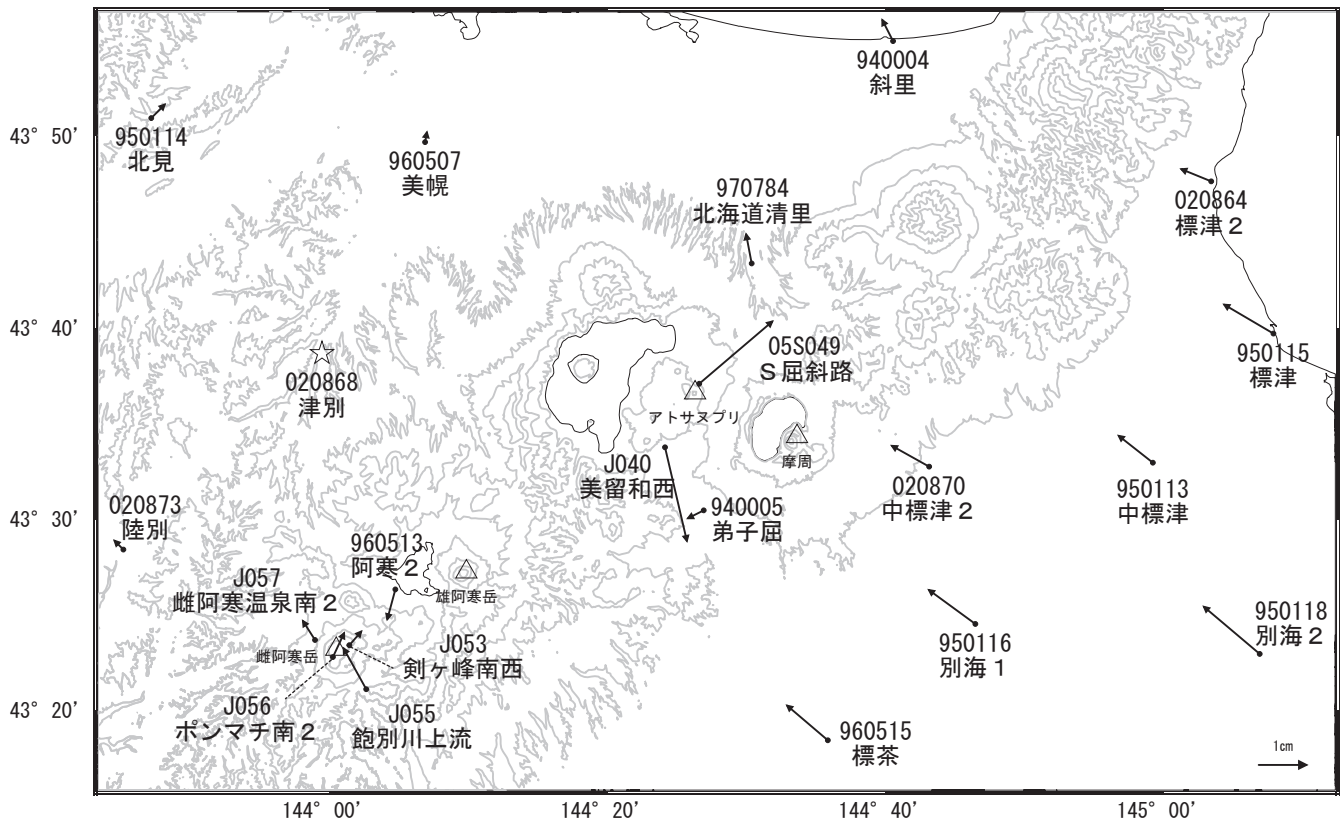 940004
斜里
43° 50′
950114
北見
960507
美幌
970784
北海道清里
020864
標津２
43° 40′
020868
津別
05S049
Ｓ屈斜路
950115
標津
アトサヌプリ
摩周
J040
美留和西
020870
中標津２
950113
中標津
43° 30′
020873
陸別
940005
弟子屈
960513
阿寒２
雄阿寒岳
J057
雌阿寒温泉南２
950118
別海２
950116
別海１
雌阿寒岳
J053
剣ヶ峰南西
43° 20′
J056
ポンマチ南２
J055
飽別川上流
960515
標茶
1cm
144° 00′
144° 20′
144° 40′
145° 00′